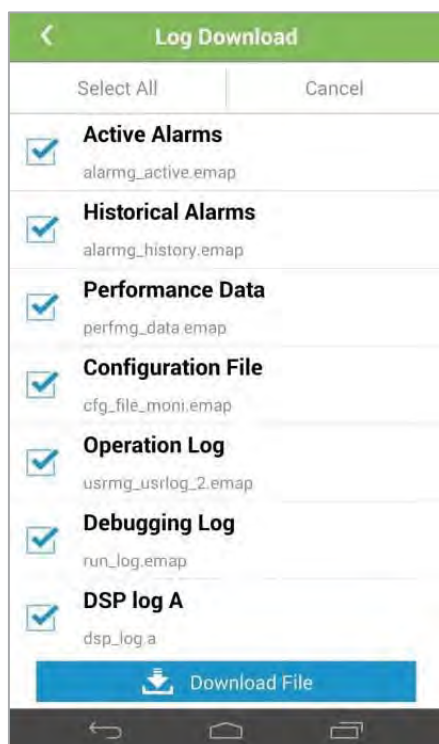 Log Download
Select All Cancel
Active Alarms
alarmg_active.emap
Historical Alarms
alarmg_history.emap
Performance Data
perfmg_data.emap
Configuration File
cfg_file_moni.emap
Operation Log
usrmg_usrlog_2.emap
Debugging Log
run_log.emap
DSP log A
dsp_log.a
Download File